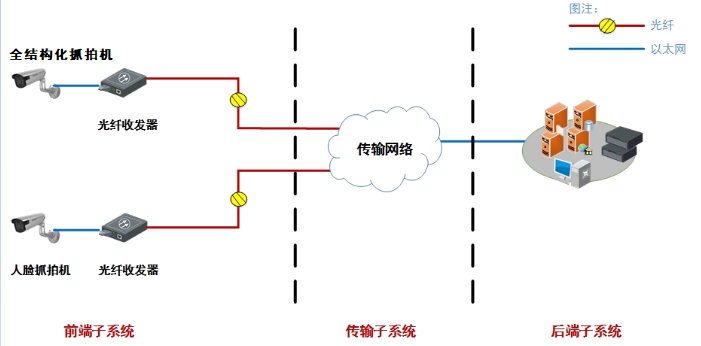 图注：
光纤
以太网
全结构化抓拍机
光纤收发器
传输网络
人脸抓拍机
光纤收发器
前端子系统
传输子系统
后端子系统